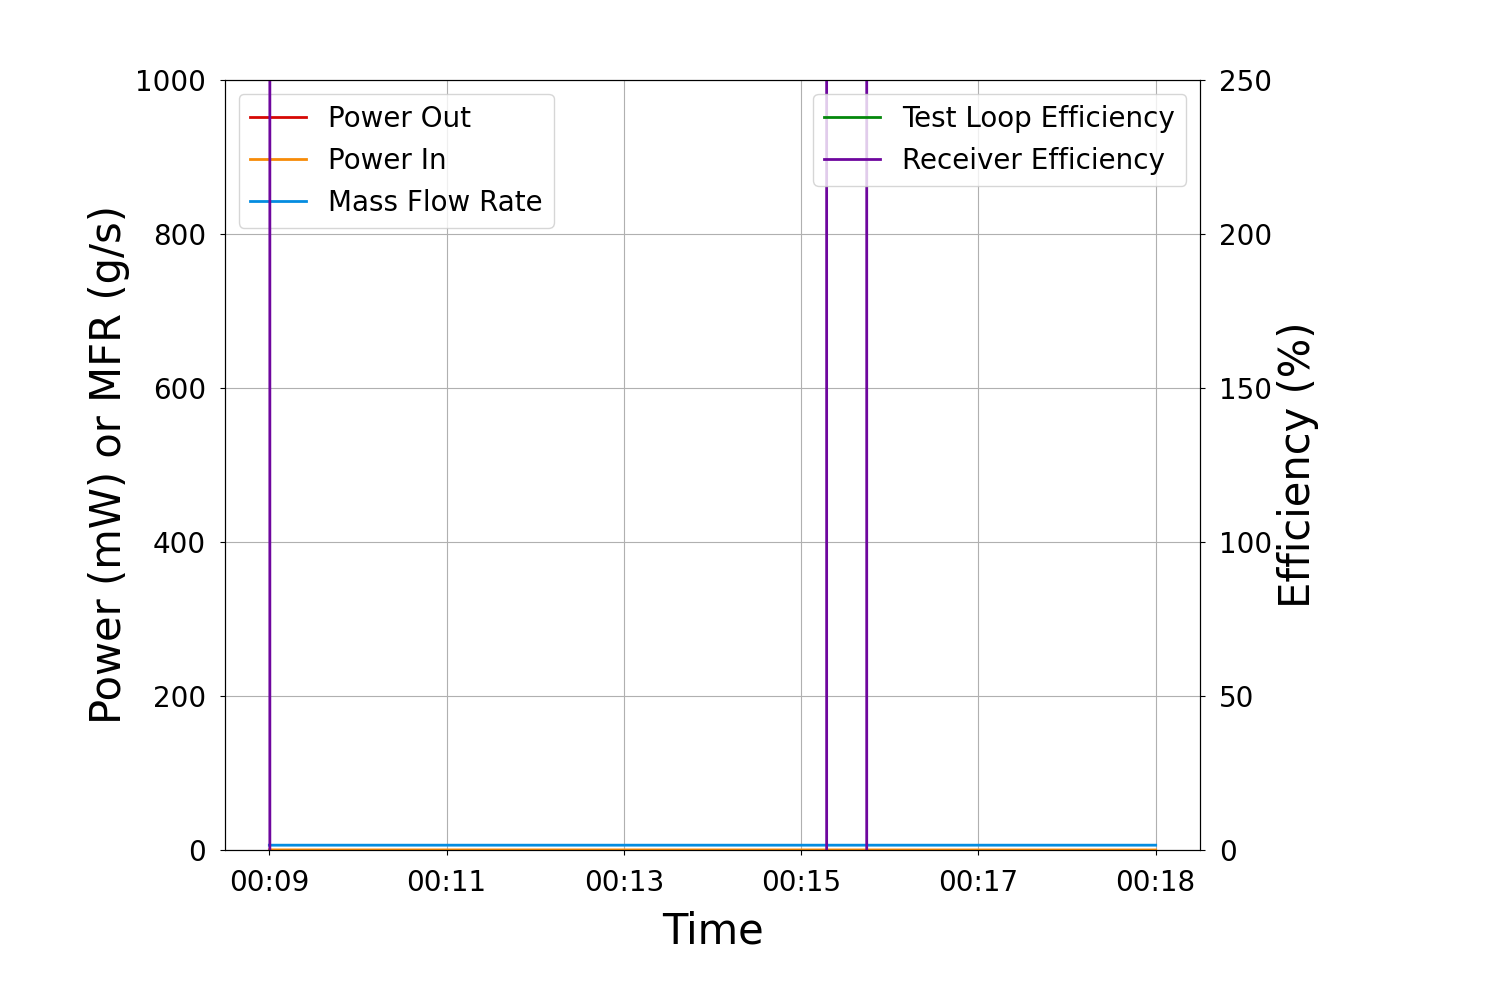 Power Out
Power In
Mass Flow Rate
Test Loop Efficiency
Receiver Efficiency
1000
800
600
400
200
0
Power (mW) or MFR (g/s)
250
200
150
100
50
0
Efficiency (%)
00:09 00:11 00:13 00:15 00:17 00:18
Time